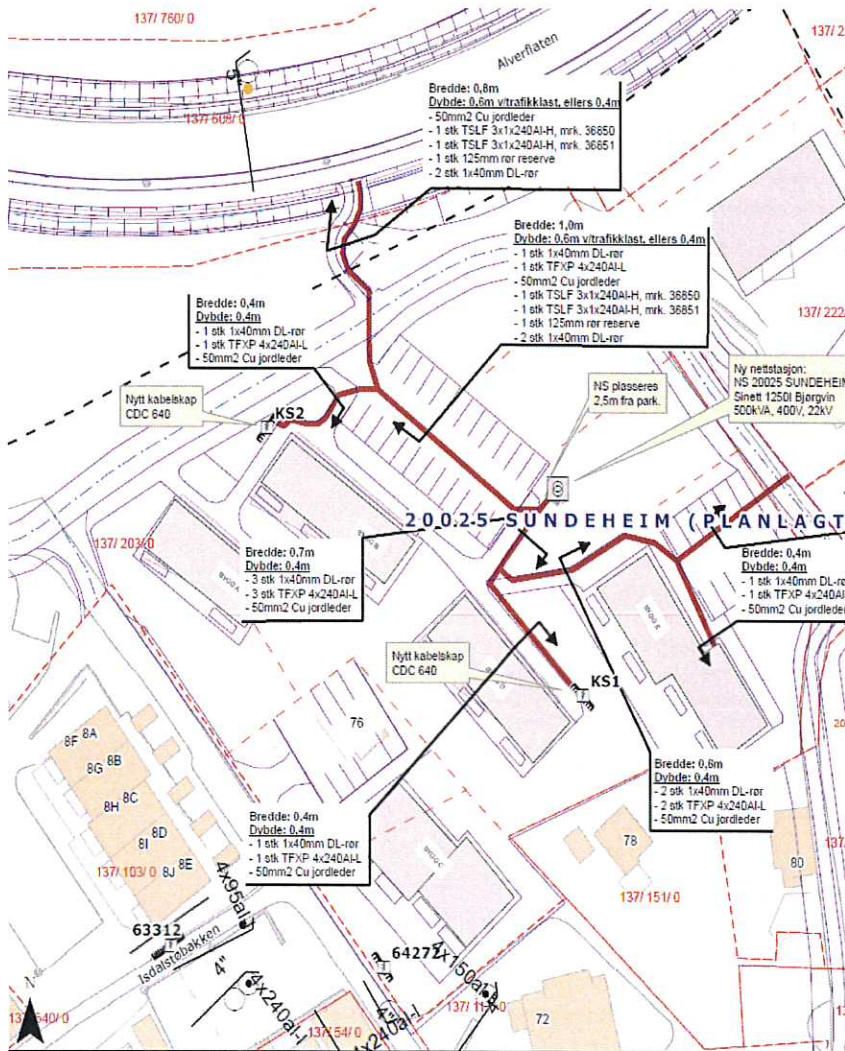 137/ 760/ 0
Alverflaten
137/ 2
5"
137/ 608/ 0
Bredde: 0,8m
Dybde: 0,6m v/trafikklast, ellers 0,4m
- 50mm2 Cu jordleder
- 1 stk TSLF 3x1x240Al-H, mrk. 36850
- 1 stk TSLF 3x1x240Al-H, mrk. 36851
- 1 stk 125mm rør reserve
- 2 stk 1x40mm DL-rør
Bredde: 1,0m
Dybde: 0,6m v/trafikklast, ellers 0,4m
- 1 stk 1x40mm DL-rør
- 1 stk TFXP 4x240Al-L
- 50mm2 Cu jordleder
- 1 stk TSLF 3x1x240Al-H, mrk. 36850
- 1 stk TSLF 3x1x240Al-H, mrk. 36851
- 1 stk 125mm rør reserve
- 2 stk 1x40mm DL-rør
137/ 222/
Bredde: 0,4m
Dybde: 0,4m
- 1 stk 1x40mm DL-rør
- 1 stk TFXP 4x240Al-L
- 50mm2 Cu jordleder
Nytt kabelskap
CDC 640
KS2
NS plasseres
2,5m fra park.
Ny nettstasjon:
NS 20025 SUNDEHEIM
Sinett 1250I Bjørgvin
500kVA, 400V, 22kV
20025 SUNDEHEIM (PLANLAGT
137/ 203/ 0
Bredde: 0,7m
Dybde: 0,4m
- 3 stk 1x40mm DL-rør
- 3 stk TFXP 4x240Al-L
- 50mm2 Cu jordleder
Bredde: 0,4m
Dybde: 0,4m
- 1 stk 1x40mm DL-rør
- 1 stk TFXP 4x240Al
- 50mm2 Cu jordleder
Nytt kabelskap
CDC 640
KS1
76
8A
8F
8B
8G
8C
8H
8D
8I
8E
8J
137/ 103/ 0
Bredde: 0,6m
Dybde: 0,4m
- 2 stk 1x40mm DL-rør
- 2 stk TFXP 4x240Al-L
- 50mm2 Cu jordleder
Bredde: 0,4m
Dybde: 0,4m
- 1 stk 1x40mm DL-rør
- 1 stk TFXP 4x240Al-L
- 50mm2 Cu jordleder
78
80
137/ 151/ 0
4x95al
63312
Isdalstøbakken
4"
4x240al-l
64272
4x150al
72
4"
4x240al-l
137/ 54/ 0